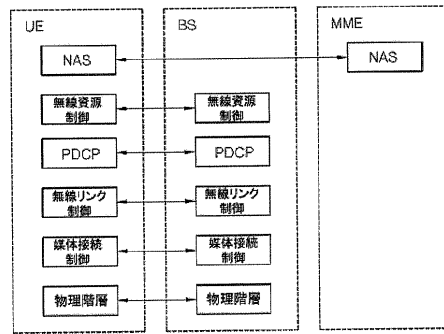 UE
BS
MME
NAS
NAS
無線資源
制御
無線資源
制御
PDCP
PDCP
無線リンク
制御
無線リンク
制御
媒体接続
制御
媒体接続
制御
物理階層
物理階層